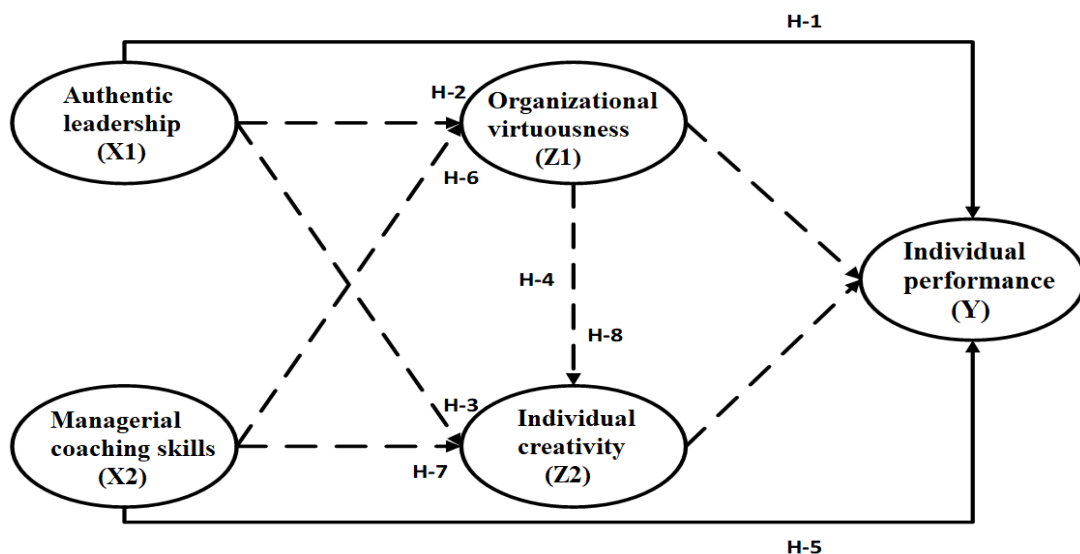 H-1
Authentic
leadership
(X1)
H-2
Organizational
virtuousness
(Z1)
H-6
Individual
performance
(Y)
H-4
H-8
Managerial
coaching skills
(X2)
H-3
H-7
Individual
creativity
(Z2)
H-5